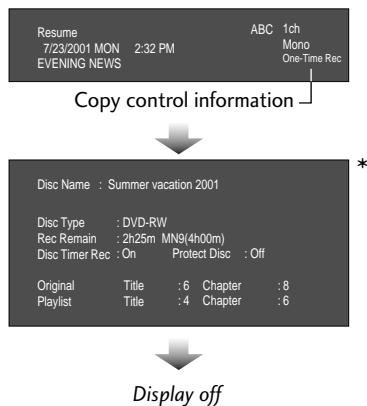 Resume ABC 1ch
7/23/2001 MON 2:32 PM Mono
EVENING NEWS One-Time Rec
Copy control information
*
Disc Name : Summer vacation 2001
Disc Type : DVD-RW
Rec Remain : 2h25m MN9(4h00m)
Disc Timer Rec : On Protect Disc : Off
Original Title : 6 Chapter : 8
Playlist Title : 4 Chapter : 6
Display off